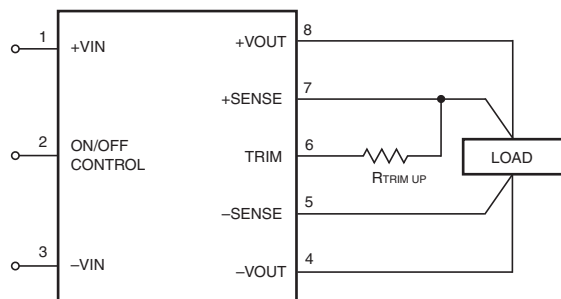 1
+VIN
2
ON/OFF
CONTROL
3
–VIN
+VOUT
8
+SENSE
7
TRIM
6
RTRIM UP
–SENSE
5
–VOUT
4
LOAD